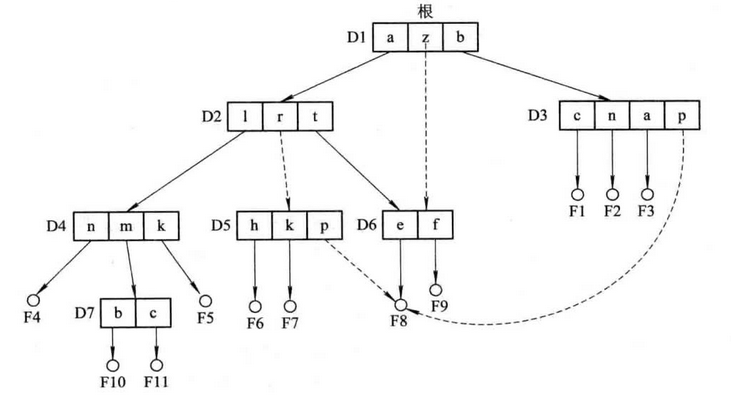 根
D1 a z b
D2 l r t
D3 c n a p
F1 F2 F3
D4 n m k
D5 h k p
D6 e f
F4
D7 b c
F5
F6 F7
F8
F9
F10 F11